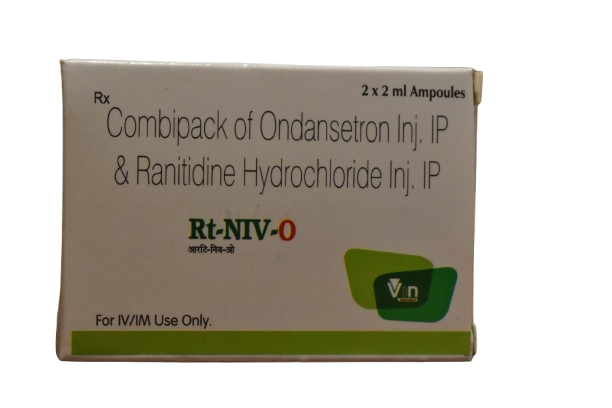 2 x 2 ml Ampoules
Rx
Combipack of Ondansetron Inj. IP
& Ranitidine Hydrochloride Inj. IP
Rt-NIV-O
आरटि-निव-ओ
Vin
For IV/IM Use Only.